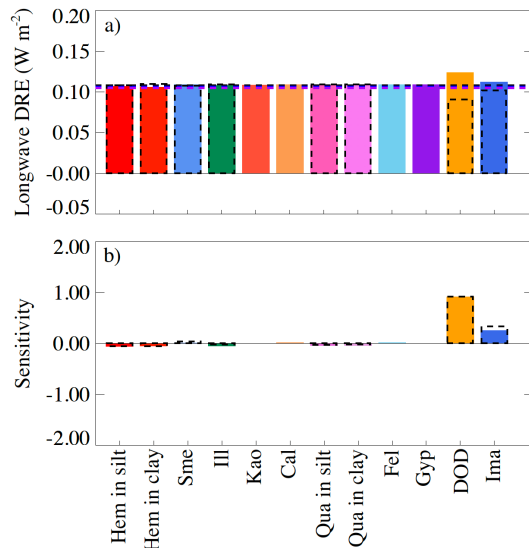 Longwave DRE (W m-2)
a)
0.20
0.10
0.05
-0.00
-0.05
Sensitivity
b)
2.00
1.00
0.00
-1.00
-2.00
Hem in silt
Hem in clay
Sme
Ill
Kao
Cal
Qua in silt
Qua in clay
Fel
Gyp
DOD
Ima